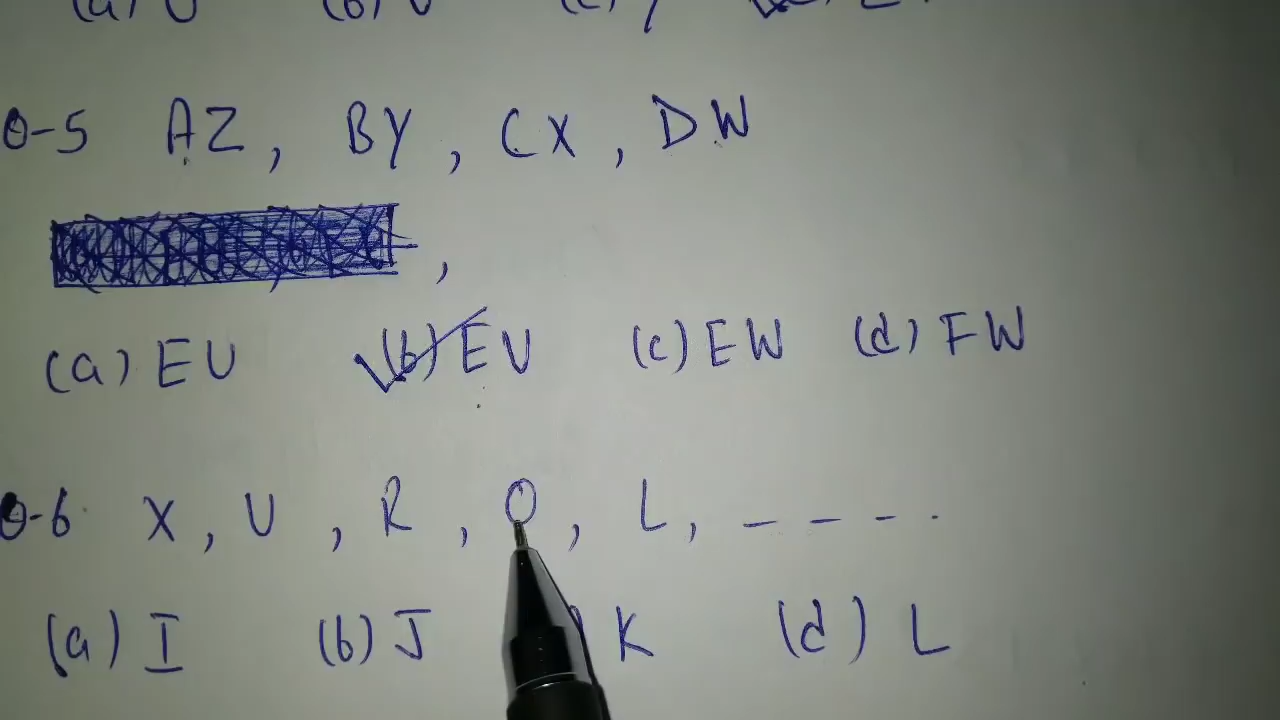 Q-5 AZ, BY, CX, DW
,
(a) EU (b) EV (c) EW (d) FW
Q-6 X, U, R, O, L, - - - -
(a) I (b) J K (d) L